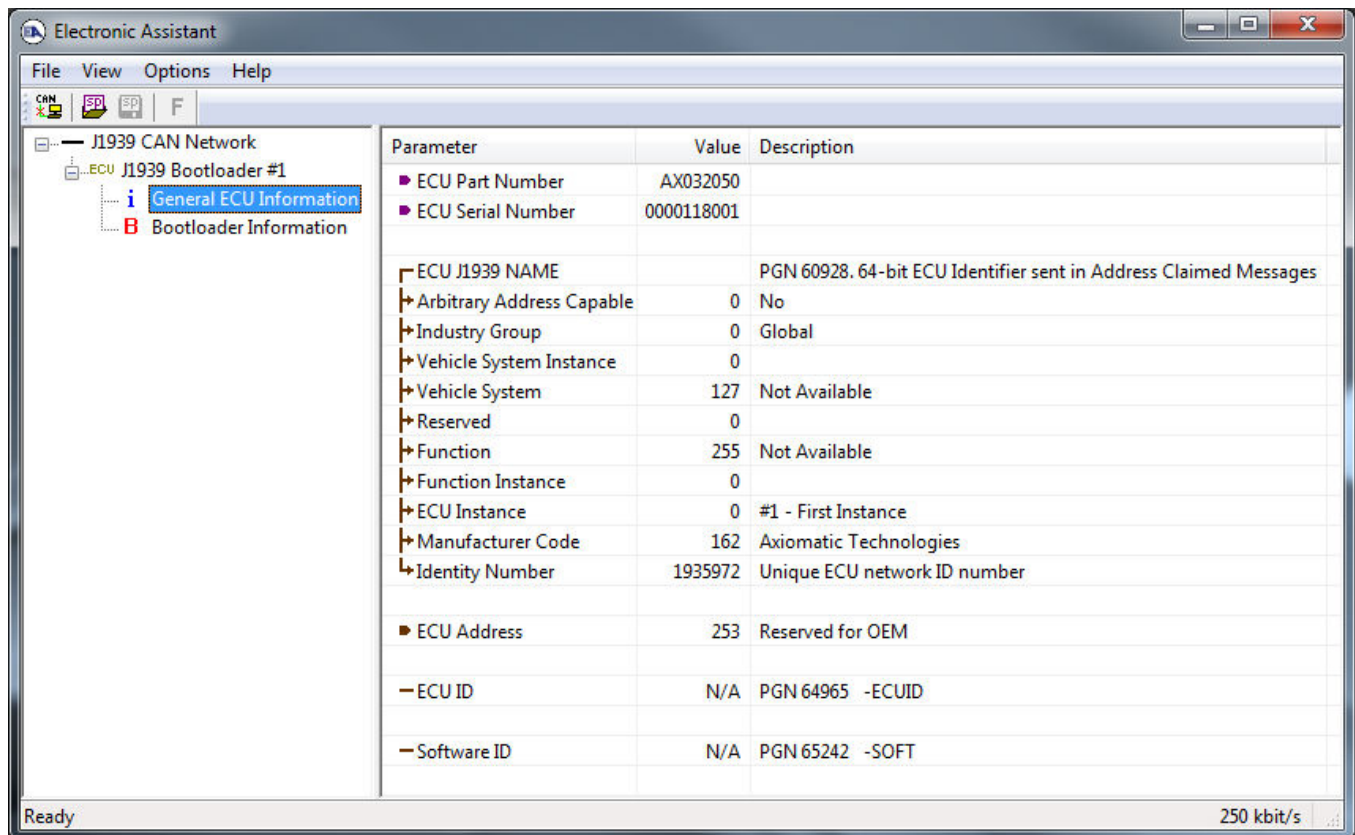 EA Electronic Assistant
File View Options Help
CAN SP SP F
J1939 CAN Network
ECU J1939 Bootloader #1
i General ECU Information
B Bootloader Information
Parameter Value Description
ECU Part Number AX032050
ECU Serial Number 0000118001
ECU J1939 NAME PGN 60928. 64-bit ECU Identifier sent in Address Claimed Messages
Arbitrary Address Capable 0 No
Industry Group 0 Global
Vehicle System Instance 0
Vehicle System 127 Not Available
Reserved 0
Function 255 Not Available
Function Instance 0
ECU Instance 0 #1 - First Instance
Manufacturer Code 162 Axiomatic Technologies
Identity Number 1935972 Unique ECU network ID number
ECU Address 253 Reserved for OEM
ECU ID N/A PGN 64965 -ECUID
Software ID N/A PGN 65242 -SOFT
Ready 250 kbit/s